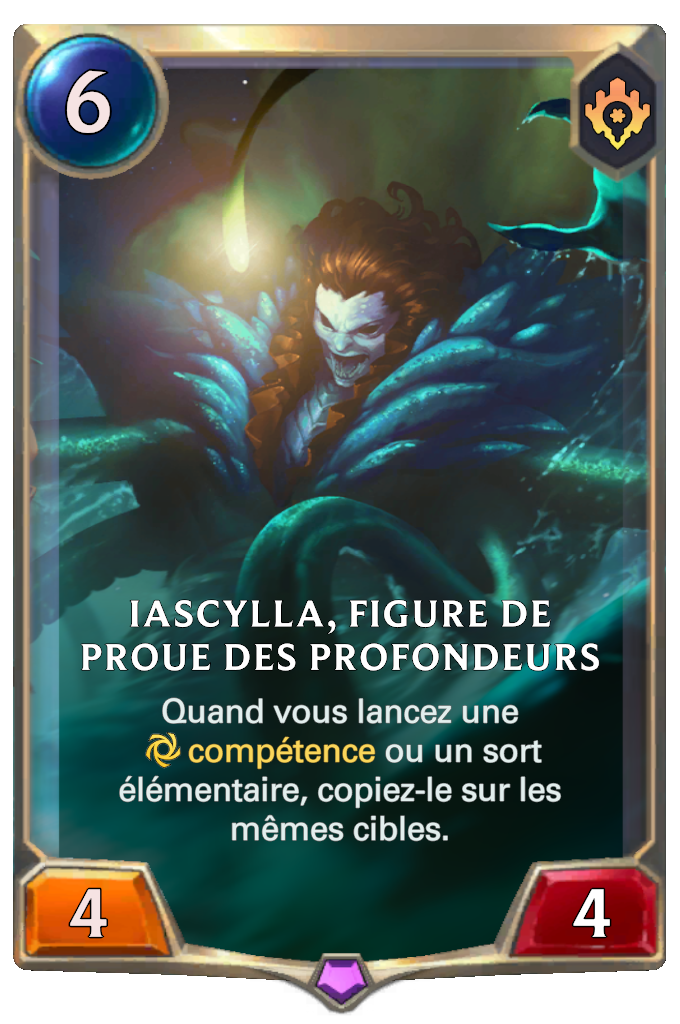 6
IASCYLLA, FIGURE DE
PROUE DES PROFONDEURS
Quand vous lancez une
compétence ou un sort
élémentaire, copiez-le sur les
mêmes cibles.
4
4